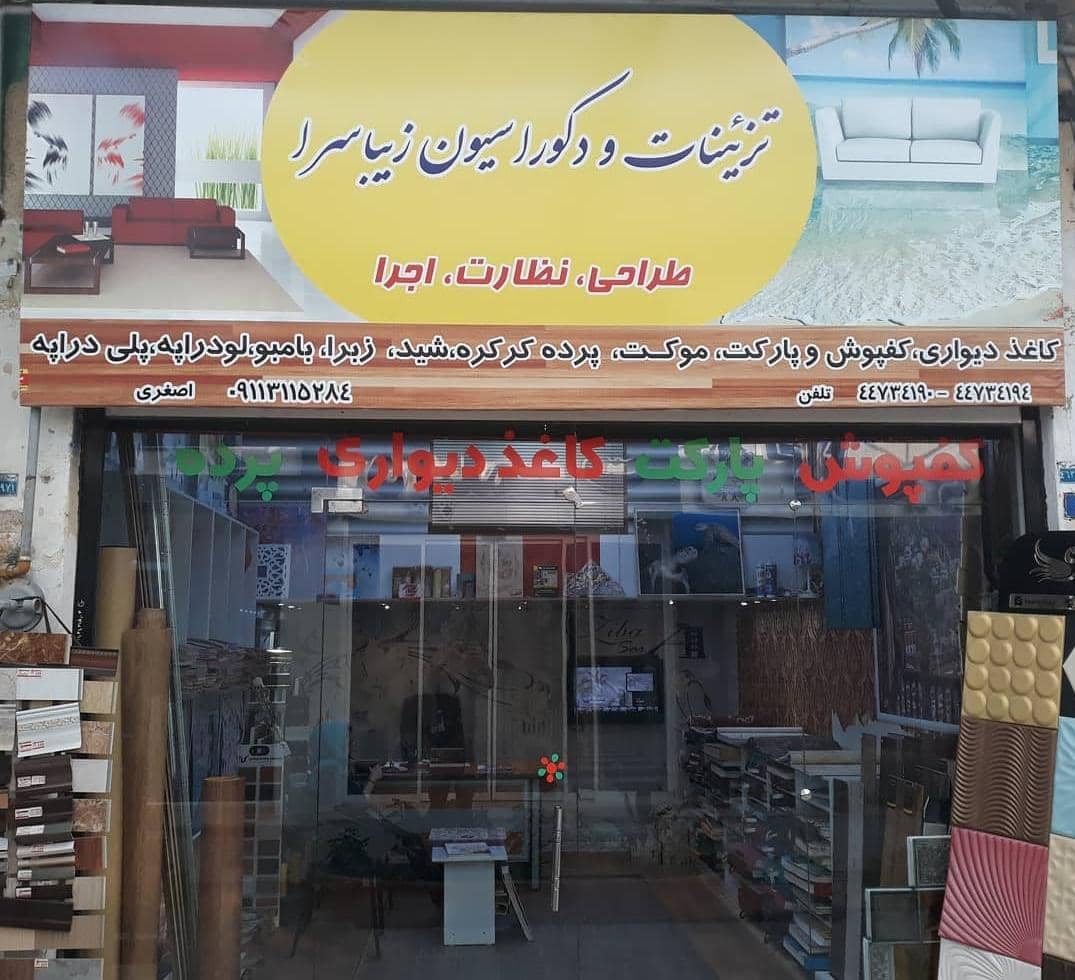 تزئینات و دکوراسیون زیباسرا
طراحی، نظارت، اجرا
کاغذ دیواری،کفپوش و پارکت، موکت، پرده کرکره،شید، زبرا، بامبو،لودراپه،پلی دراپه
۴۴۷۳۴۱۹۴ - ۴۴۷۳۴۱۹۰ تلفن
۰۹۱۱۳۱۱۵۲۸۴ اصغری
کفپوش پارکت کاغذ دیواری پرده
Ziba